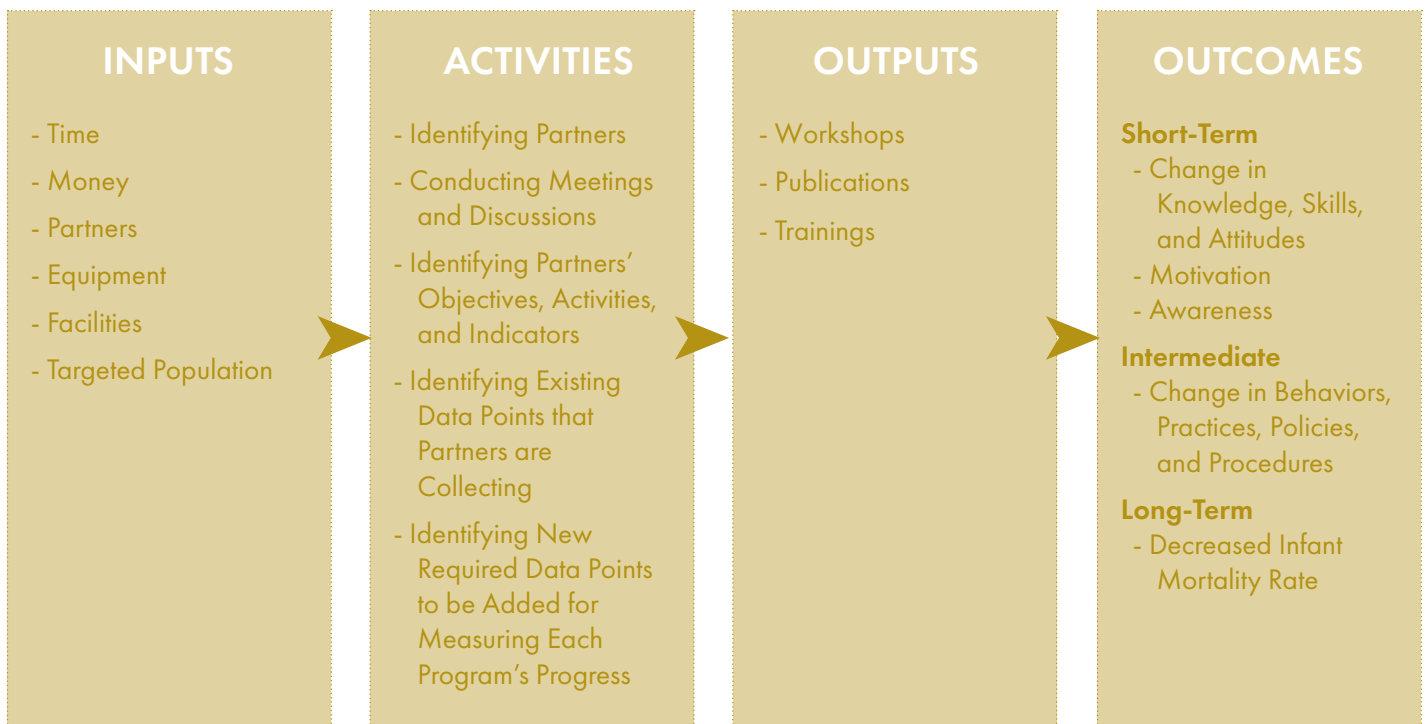 INPUTS
- Time
- Money
- Partners
- Equipment
- Facilities
- Targeted Population
ACTIVITIES
- Identifying Partners
- Conducting Meetings
and Discussions
- Identifying Partners’
Objectives, Activities,
and Indicators
- Identifying Existing
Data Points that
Partners are
Collecting
- Identifying New
Required Data Points
to be Added for
Measuring Each
Program’s Progress
OUTPUTS
- Workshops
- Publications
- Trainings
OUTCOMES
Short-Term
- Change in
Knowledge, Skills,
and Attitudes
- Motivation
- Awareness
Intermediate
- Change in Behaviors,
Practices, Policies,
and Procedures
Long-Term
- Decreased Infant
Mortality Rate